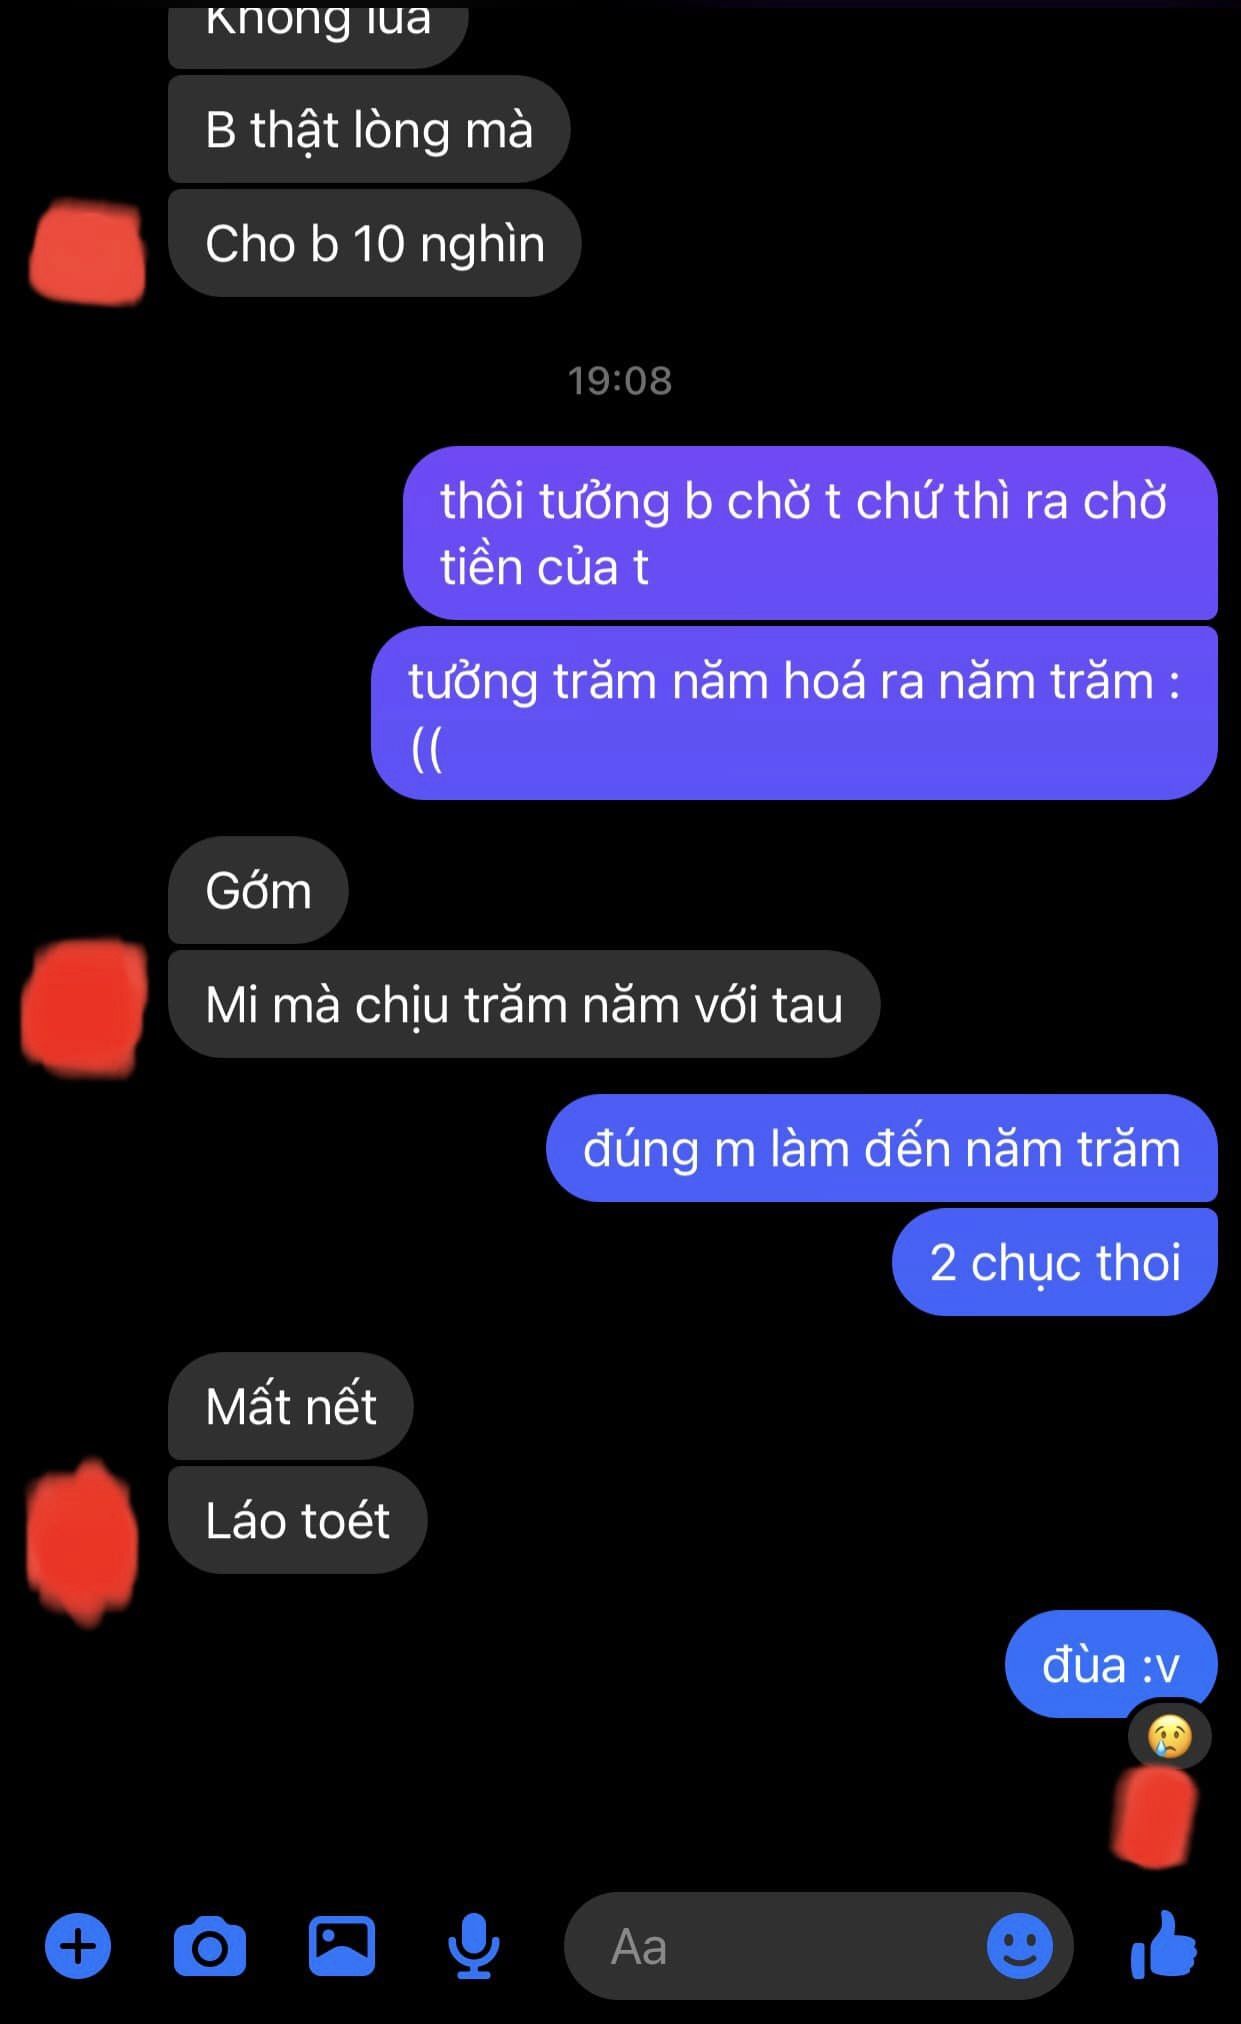 Không lừa
B thật lòng mà
Cho b 10 nghìn
19:08
thôi tưởng b chờ t chứ thì ra chờ
tiền của t
tưởng trăm năm hoá ra năm trăm :
((
Gớm
Mi mà chịu trăm năm với tau
đúng m làm đến năm trăm
2 chục thoi
Mất nết
Láo toét
đùa :v
Aa